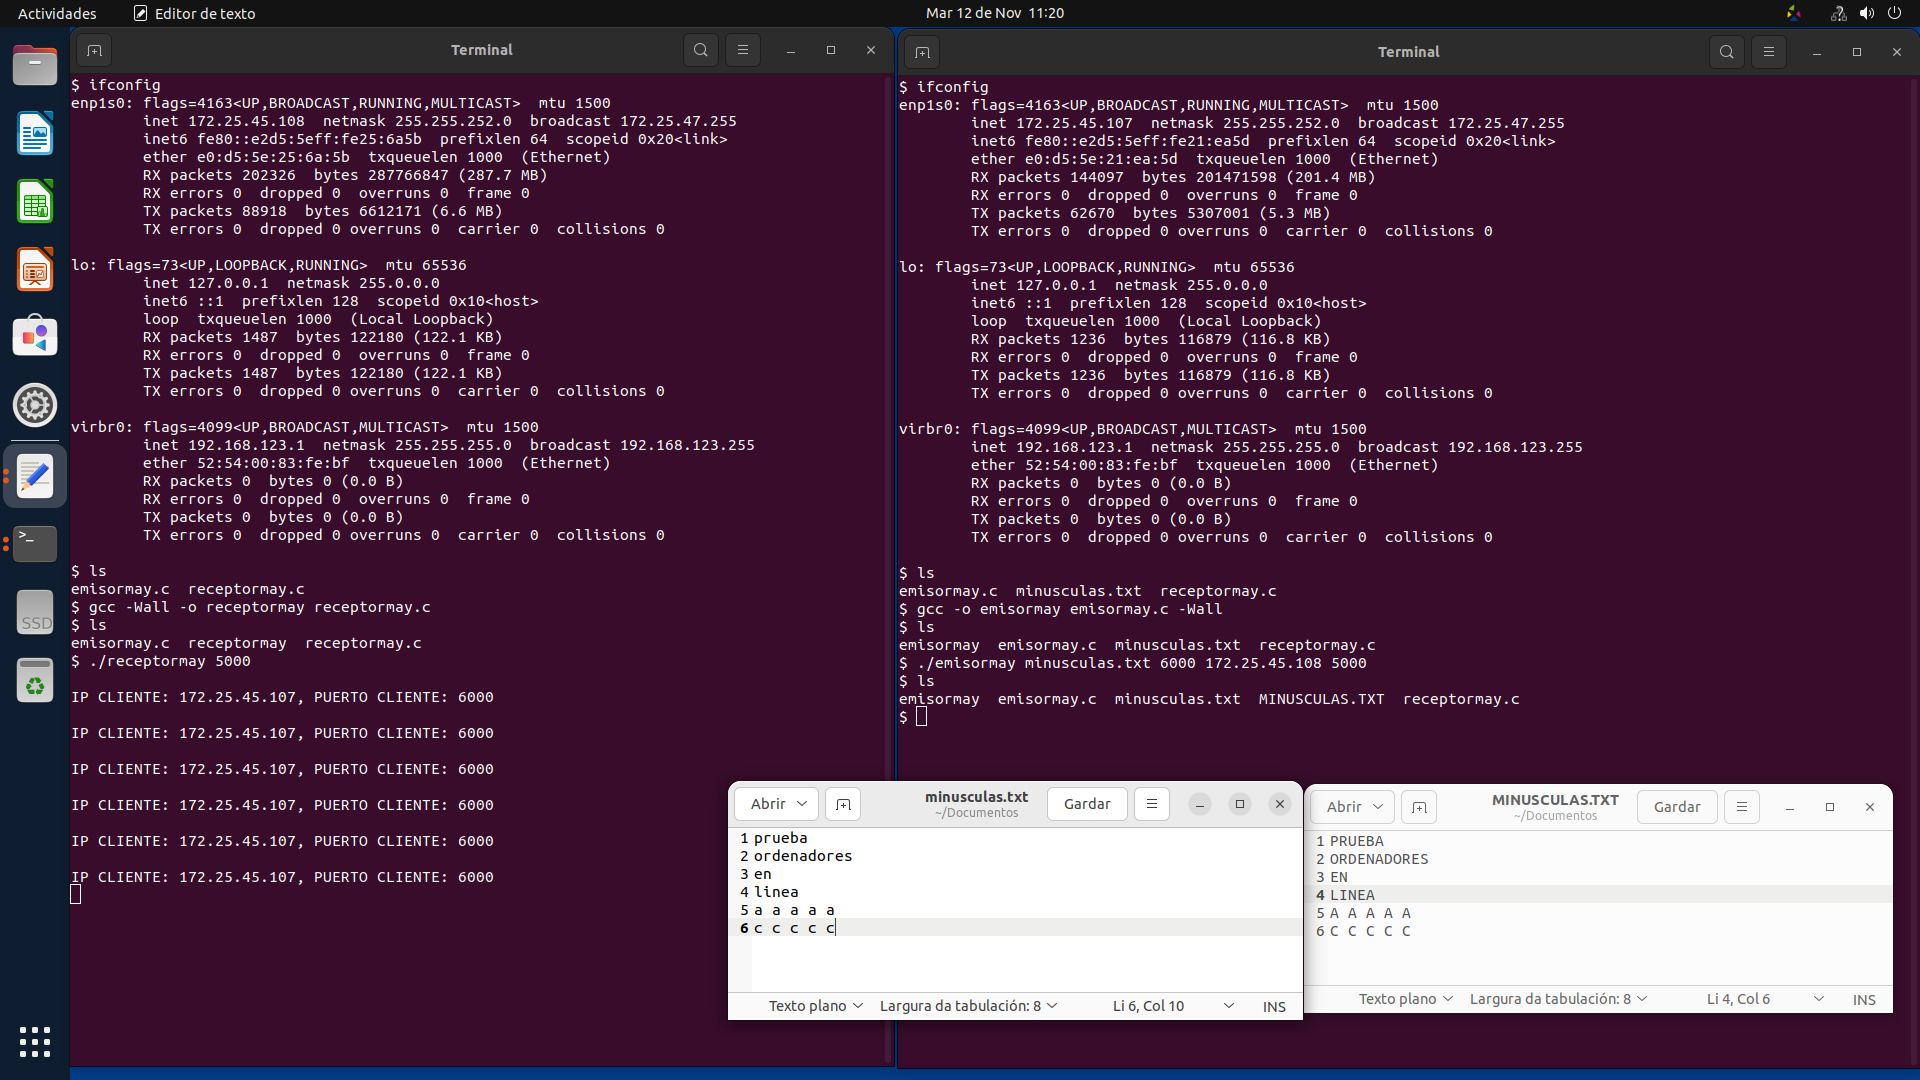 Actividades
Editor de texto
Mar 12 de Nov  11:20
Terminal
$ ifconfig
enp1s0: flags=4163<UP,BROADCAST,RUNNING,MULTICAST>  mtu 1500
        inet 172.25.45.108  netmask 255.255.252.0  broadcast 172.25.47.255
        inet6 fe80::e2d5:5eff:fe25:6a5b  prefixlen 64  scopeid 0x20<link>
        ether e0:d5:5e:25:6a:5b  txqueuelen 1000  (Ethernet)
        RX packets 202326  bytes 287766847 (287.7 MB)
        RX errors 0  dropped 0  overruns 0  frame 0
        TX packets 88918  bytes 6612171 (6.6 MB)
        TX errors 0  dropped 0 overruns 0  carrier 0  collisions 0
lo: flags=73<UP,LOOPBACK,RUNNING>  mtu 65536
        inet 127.0.0.1  netmask 255.0.0.0
        inet6 ::1  prefixlen 128  scopeid 0x10<host>
        loop  txqueuelen 1000  (Local Loopback)
        RX packets 1487  bytes 122180 (122.1 KB)
        RX errors 0  dropped 0  overruns 0  frame 0
        TX packets 1487  bytes 122180 (122.1 KB)
        TX errors 0  dropped 0 overruns 0  carrier 0  collisions 0
virbr0: flags=4099<UP,BROADCAST,MULTICAST>  mtu 1500
        inet 192.168.123.1  netmask 255.255.255.0  broadcast 192.168.123.255
        ether 52:54:00:83:fe:bf  txqueuelen 1000  (Ethernet)
        RX packets 0  bytes 0 (0.0 B)
        RX errors 0  dropped 0  overruns 0  frame 0
        TX packets 0  bytes 0 (0.0 B)
        TX errors 0  dropped 0 overruns 0  carrier 0  collisions 0
$ ls
emisormay.c  receptormay.c
$ gcc -Wall -o receptormay receptormay.c
$ ls
emisormay.c  receptormay  receptormay.c
$ ./receptormay 5000
IP CLIENTE: 172.25.45.107, PUERTO CLIENTE: 6000
IP CLIENTE: 172.25.45.107, PUERTO CLIENTE: 6000
IP CLIENTE: 172.25.45.107, PUERTO CLIENTE: 6000
IP CLIENTE: 172.25.45.107, PUERTO CLIENTE: 6000
IP CLIENTE: 172.25.45.107, PUERTO CLIENTE: 6000
IP CLIENTE: 172.25.45.107, PUERTO CLIENTE: 6000
Terminal
$ ifconfig
enp1s0: flags=4163<UP,BROADCAST,RUNNING,MULTICAST>  mtu 1500
        inet 172.25.45.107  netmask 255.255.252.0  broadcast 172.25.47.255
        inet6 fe80::e2d5:5eff:fe21:ea5d  prefixlen 64  scopeid 0x20<link>
        ether e0:d5:5e:21:ea:5d  txqueuelen 1000  (Ethernet)
        RX packets 144097  bytes 201471598 (201.4 MB)
        RX errors 0  dropped 0  overruns 0  frame 0
        TX packets 62670  bytes 5307001 (5.3 MB)
        TX errors 0  dropped 0 overruns 0  carrier 0  collisions 0
lo: flags=73<UP,LOOPBACK,RUNNING>  mtu 65536
        inet 127.0.0.1  netmask 255.0.0.0
        inet6 ::1  prefixlen 128  scopeid 0x10<host>
        loop  txqueuelen 1000  (Local Loopback)
        RX packets 1236  bytes 116879 (116.8 KB)
        RX errors 0  dropped 0  overruns 0  frame 0
        TX packets 1236  bytes 116879 (116.8 KB)
        TX errors 0  dropped 0 overruns 0  carrier 0  collisions 0
virbr0: flags=4099<UP,BROADCAST,MULTICAST>  mtu 1500
        inet 192.168.123.1  netmask 255.255.255.0  broadcast 192.168.123.255
        ether 52:54:00:83:fe:bf  txqueuelen 1000  (Ethernet)
        RX packets 0  bytes 0 (0.0 B)
        RX errors 0  dropped 0  overruns 0  frame 0
        TX packets 0  bytes 0 (0.0 B)
        TX errors 0  dropped 0 overruns 0  carrier 0  collisions 0
$ ls
emisormay.c  minusculas.txt  receptormay.c
$ gcc -o emisormay emisormay.c -Wall
$ ls
emisormay  emisormay.c  minusculas.txt  receptormay.c
$ ./emisormay minusculas.txt 6000 172.25.45.108 5000
$ ls
emisormay  emisormay.c  minusculas.txt  MINUSCULAS.TXT  receptormay.c
$
Abrir
minusculas.txt
~/Documentos
Gardar
1 prueba
2 ordenadores
3 en
4 linea
5 a a a a a
6 c c c c c
Texto plano
Largura da tabulación: 8
Li 6, Col 10
INS
Abrir
MINUSCULAS.TXT
~/Documentos
Gardar
1 PRUEBA
2 ORDENADORES
3 EN
4 LINEA
5 A A A A A
6 C C C C C
Texto plano
Largura da tabulación: 8
Li 4, Col 6
INS
>_
SSD